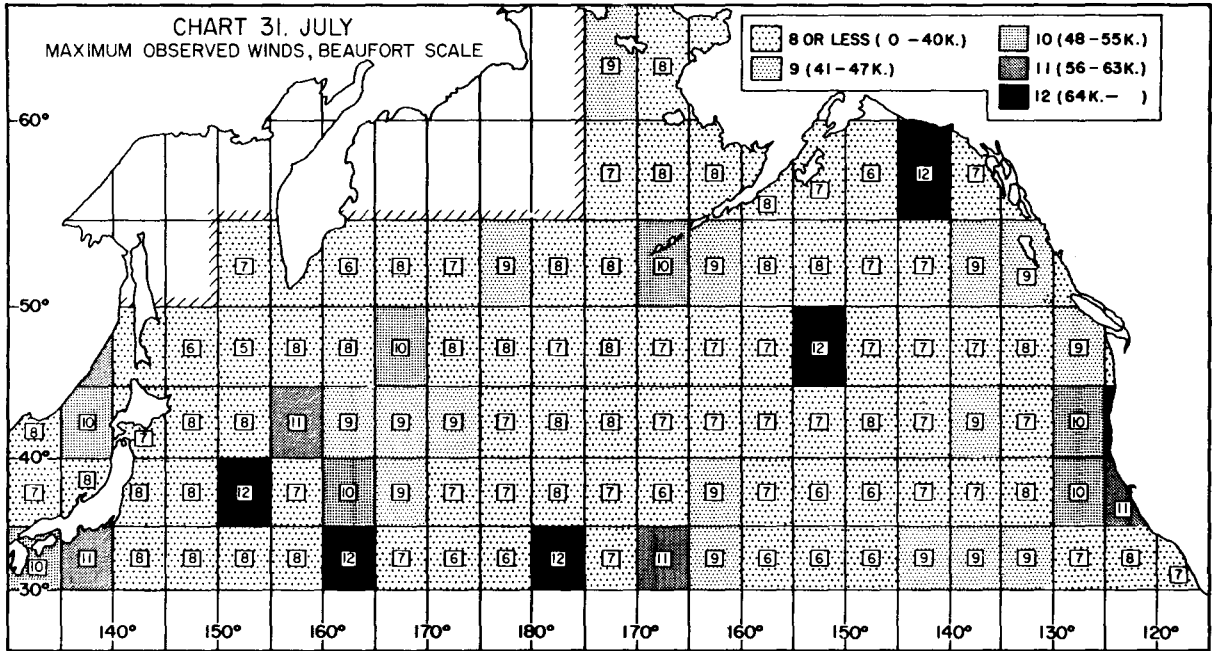 CHART 31. JULY
MAXIMUM OBSERVED WINDS, BEAUFORT SCALE
8 OR LESS ( 0 – 40K.)
9 (41 – 47K.)
10 (48 – 55K.)
11 (56 – 63K.)
12 (64K. – )
9 8
60°
7 8 8 8 7 6 12 7
7 6 8 7 9 8 8 10 9 8 8 7 7 9 9
50°
6 5 8 8 10 8 8 7 8 7 7 7 12 7 7 7 8 9
8 10 7 8 8 11 9 9 9 7 8 8 8 7 7 7 8 7 9 7 10
40°
7 8 8 8 12 7 10 9 7 7 8 7 6 9 7 6 6 7 7 8 10 11
10 11 8 8 8 8 12 7 6 6 12 7 11 9 6 6 6 9 9 9 7 8 7
30°
140° 150° 160° 170° 180° 170° 160° 150° 140° 130° 120°